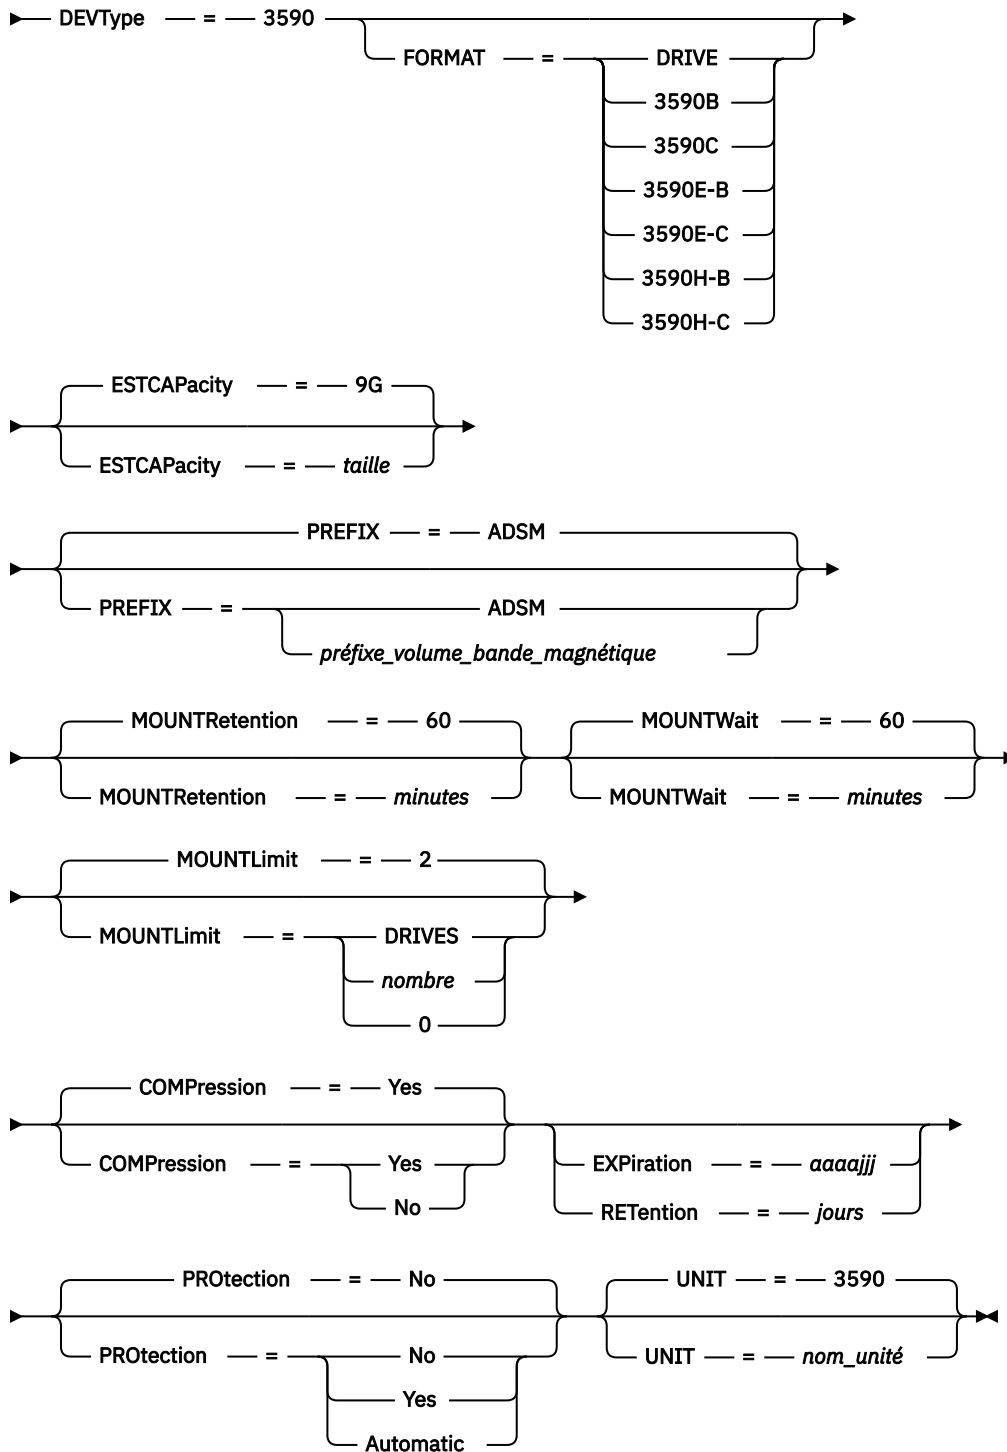 DEVType = 3590
FORMAT = DRIVE
3590B
3590C
3590E-B
3590E-C
3590H-B
3590H-C
ESTCAPacity = 9G
ESTCAPacity = taille
PREFIX = ADSM
PREFIX = ADSM
préfixe_volume_bande_magnétique
MOUNTRetention = 60 MOUNTWait = 60
MOUNTRetention = minutes MOUNTWait = minutes
MOUNTLimit = 2
MOUNTLimit = DRIVES
nombre
0
COMPression = Yes
COMPression = Yes EXPiration = aaaajjj
No RETention = jours
PROtection = No UNIT = 3590
PROtection = No UNIT = nom_unité
Yes
Automatic